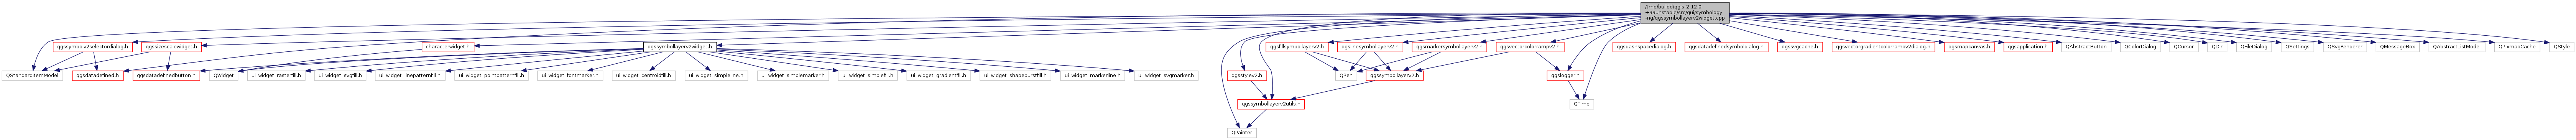 /tmp/buildd/qgis-2.12.0
+99unstable/src/gui/symbology
-ng/qgssymbollayerv2widget.cpp
qgssymbolv2selectordialog.h
qgssizescalewidget.h
characterwidget.h
qgssymbollayerv2widget.h
qgsfillsymbollayerv2.h
qgslinesymbollayerv2.h
qgsmarkersymbollayerv2.h
qgsvectorcolorrampv2.h
qgsdashspacedialog.h
qgsdatadefinedsymboldialog.h
qgssvgcache.h
qgsvectorgradientcolorrampv2dialog.h
qgsmapcanvas.h
qgsapplication.h
QAbstractButton
QColorDialog
QCursor
QDir
QFileDialog
QSettings
QSvgRenderer
QMessageBox
QAbstractListModel
QPixmapCache
QStyle
QStandardItemModel
qgsdatadefined.h
qgsdatadefinedbutton.h
QWidget
ui_widget_rasterfill.h
ui_widget_svgfill.h
ui_widget_linepatternfill.h
ui_widget_pointpatternfill.h
ui_widget_fontmarker.h
ui_widget_centroidfill.h
ui_widget_simpleline.h
ui_widget_simplemarker.h
ui_widget_simplefill.h
ui_widget_gradientfill.h
ui_widget_shapeburstfill.h
ui_widget_markerline.h
ui_widget_svgmarker.h
qgsstylev2.h
QPen
qgssymbollayerv2.h
qgslogger.h
qgssymbollayerv2utils.h
QTime
QPainter